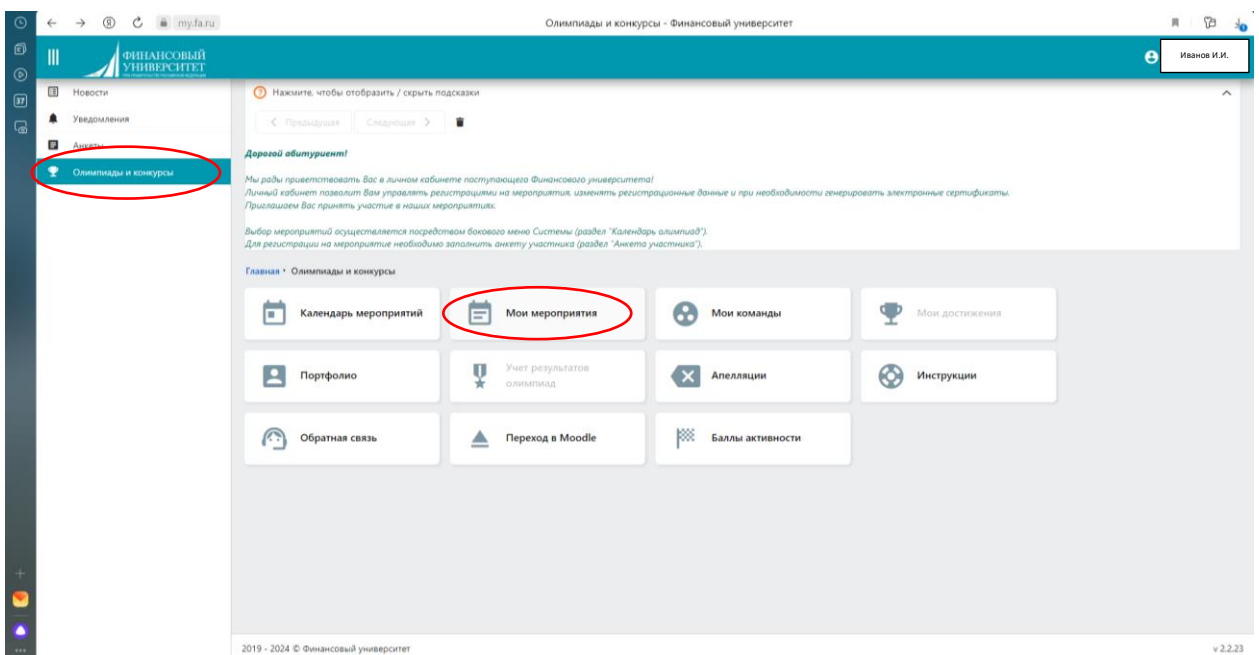 my.fa.ru
Олимпиады и конкурсы - Финансовый университет
ФИНАНСОВЫЙ
УНИВЕРСИТЕТ
Иванов И.И.
37
Новости
Уведомления
Анкеты
Олимпиады и конкурсы
Нажмите, чтобы отобразить / скрыть подсказки
Предыдущая
Следующая
Дорогой абитуриент!
Мы рады приветствовать Вас в личном кабинете поступающего Финансового университета!
Личный кабинет позволит Вам управлять регистрациями на мероприятия, изменять регистрационные данные и при необходимости генерировать электронные сертификаты.
Приглашаем Вас принять участие в наших мероприятиях.
Выбор мероприятий осуществляется посредством бокового меню Системы (раздел "Календарь олимпиад").
Для регистрации на мероприятие необходимо заполнить анкету участника (раздел "Анкета участника").
Главная • Олимпиады и конкурсы
Календарь мероприятий
Мои мероприятия
Мои команды
Мои достижения
Портфолио
Учет результатов
олимпиад
Апелляции
Инструкции
Обратная связь
Переход в Moodle
Баллы активности
2019 - 2024 © Финансовый университет
v 2.2.23